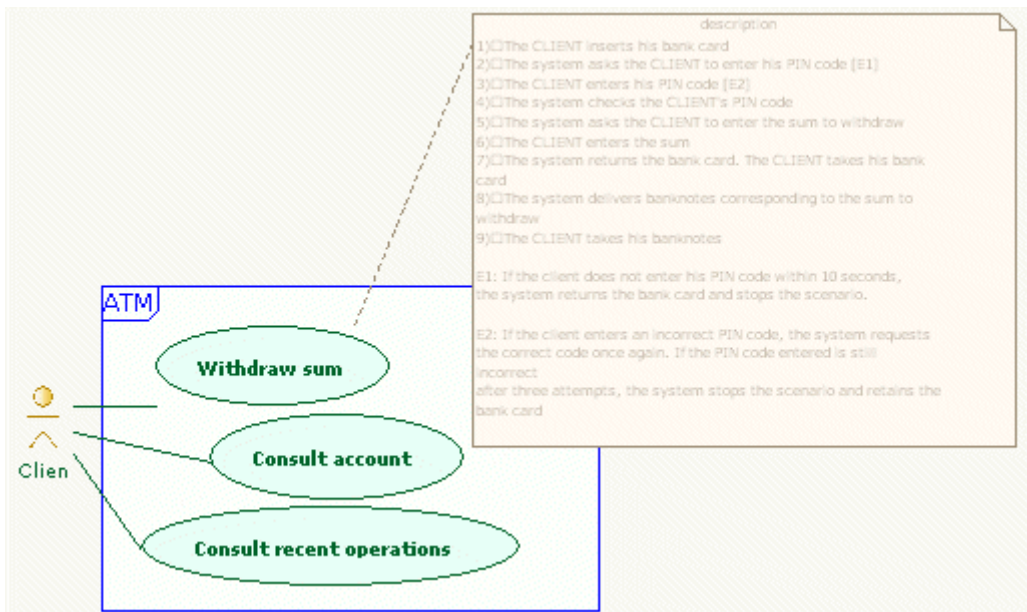 description
1)☐The CLIENT inserts his bank card
2)☐The system asks the CLIENT to enter his PIN code [E1]
3)☐The CLIENT enters his PIN code [E2]
4)☐The system checks the CLIENT's PIN code
5)☐The system asks the CLIENT to enter the sum to withdraw
6)☐The CLIENT enters the sum
7)☐The system returns the bank card. The CLIENT takes his bank
card
8)☐The system delivers banknotes corresponding to the sum to
withdraw
9)☐The CLIENT takes his banknotes
E1: If the client does not enter his PIN code within 10 seconds,
the system returns the bank card and stops the scenario.
E2: If the client enters an incorrect PIN code, the system requests
the correct code once again. If the PIN code entered is still
incorrect
after three attempts, the system stops the scenario and retains the
bank card
ATM
Withdraw sum
Clien
Consult account
Consult recent operations